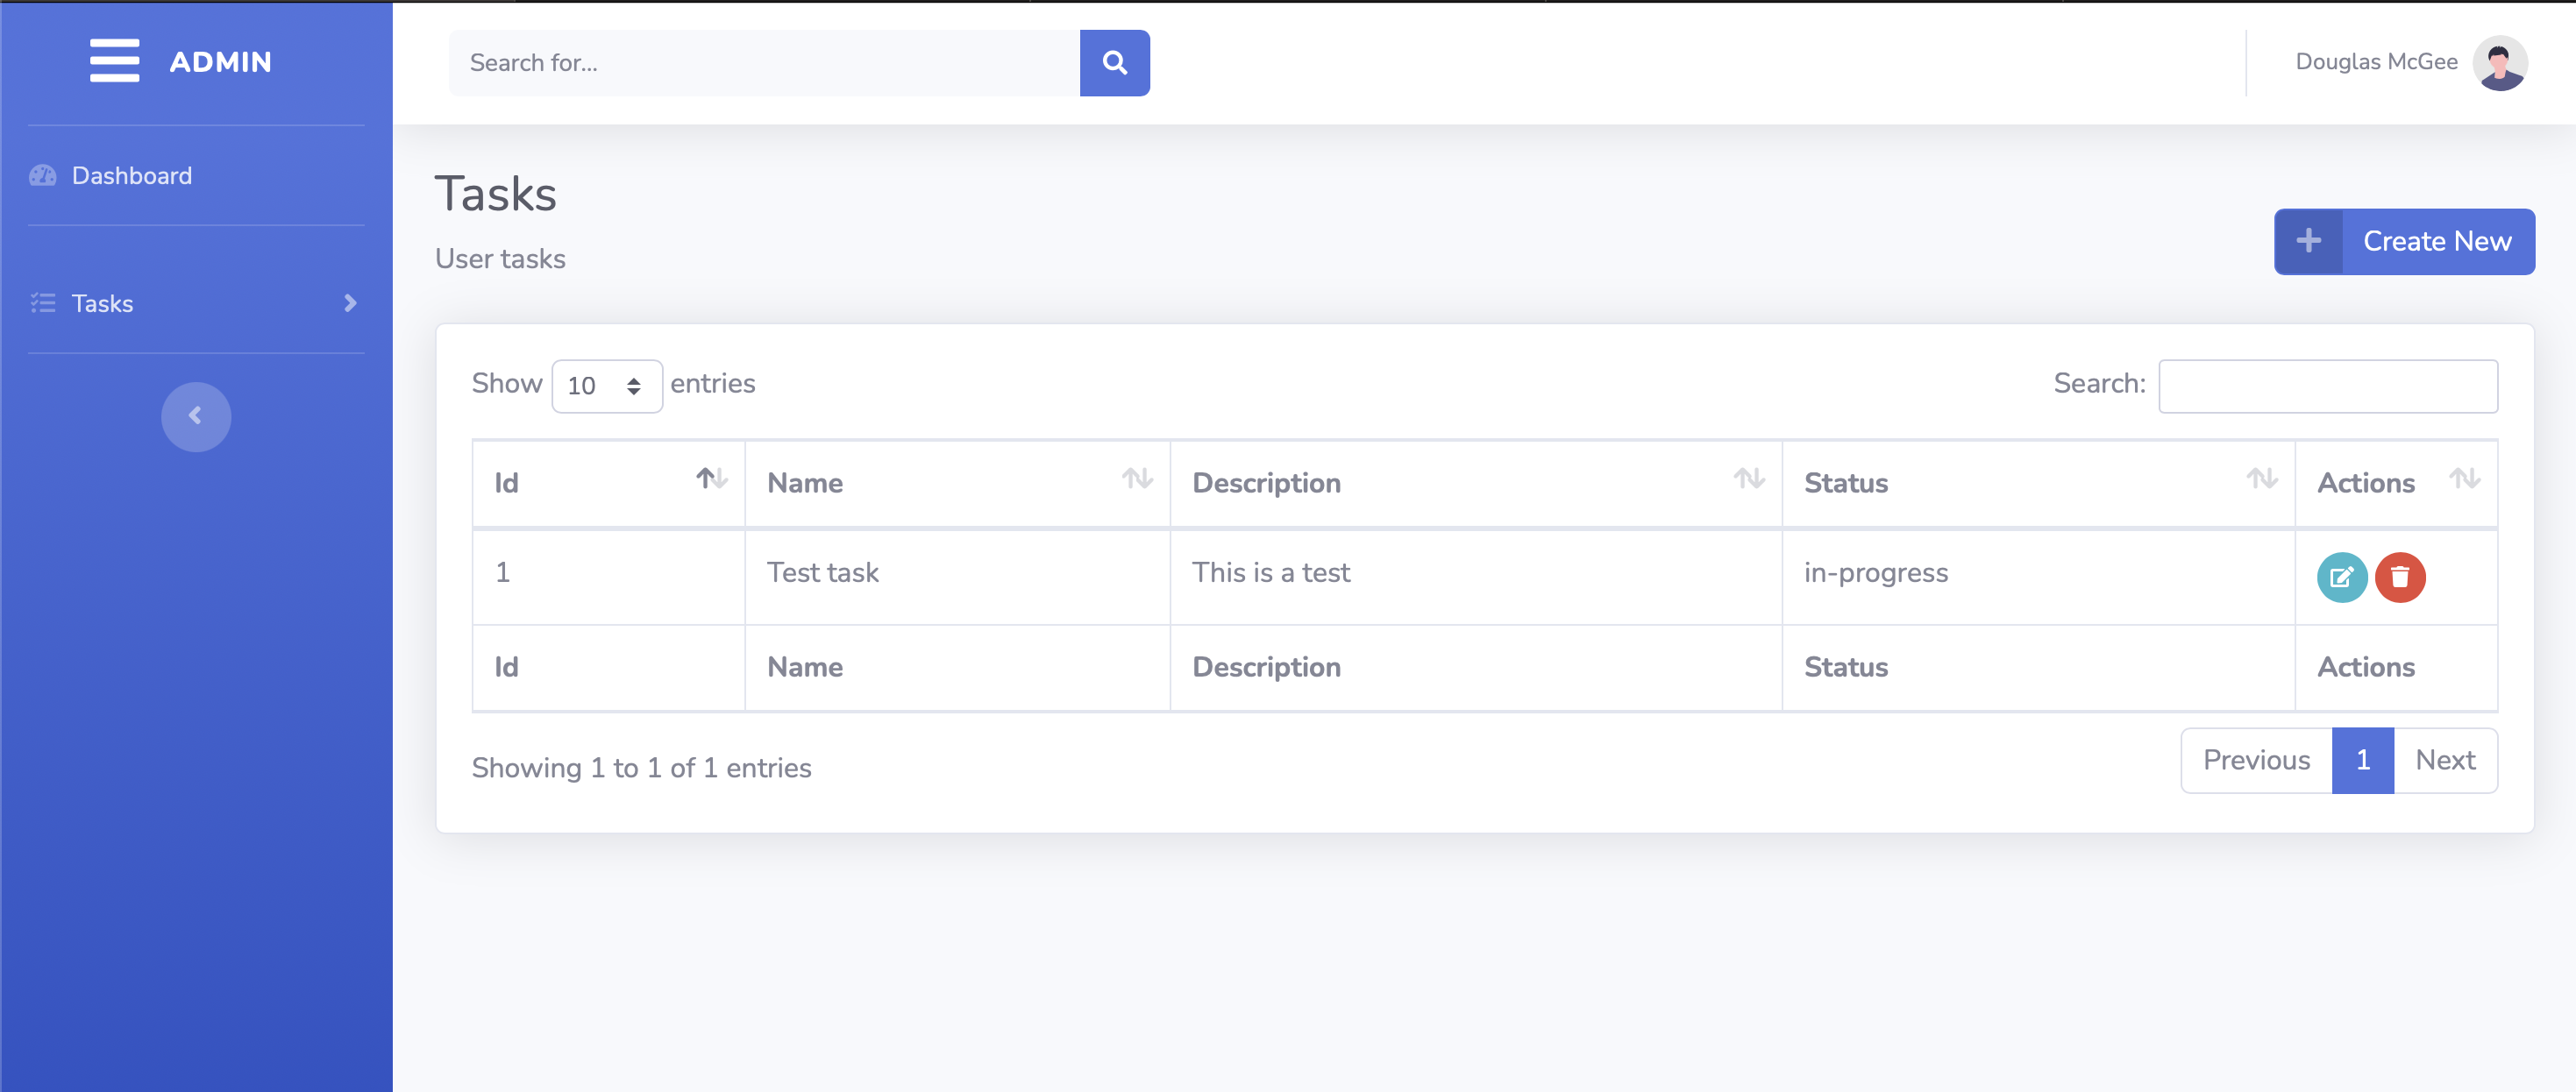 ADMIN
Search for...
Douglas McGee
Dashboard
Tasks
Tasks
User tasks
Create New
Show 10 entries
Search:
Id Name Description Status Actions
1 Test task This is a test in-progress
Id Name Description Status Actions
Showing 1 to 1 of 1 entries
Previous 1 Next